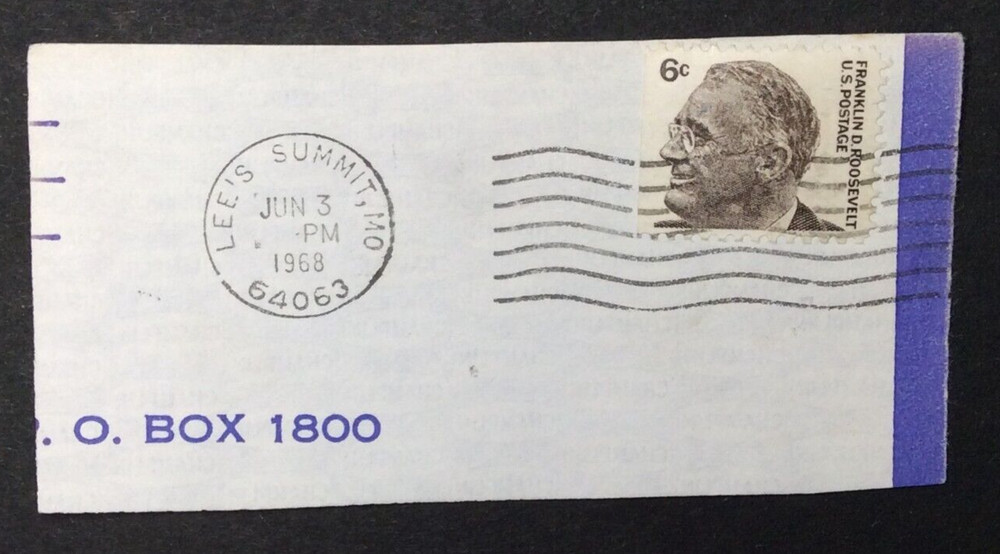 6c
FRANKLIN D. ROOSEVELT
U.S. POSTAGE
LEE'S SUMMIT, MO
JUN 3
-PM
1968
64063
. O. BOX 1800